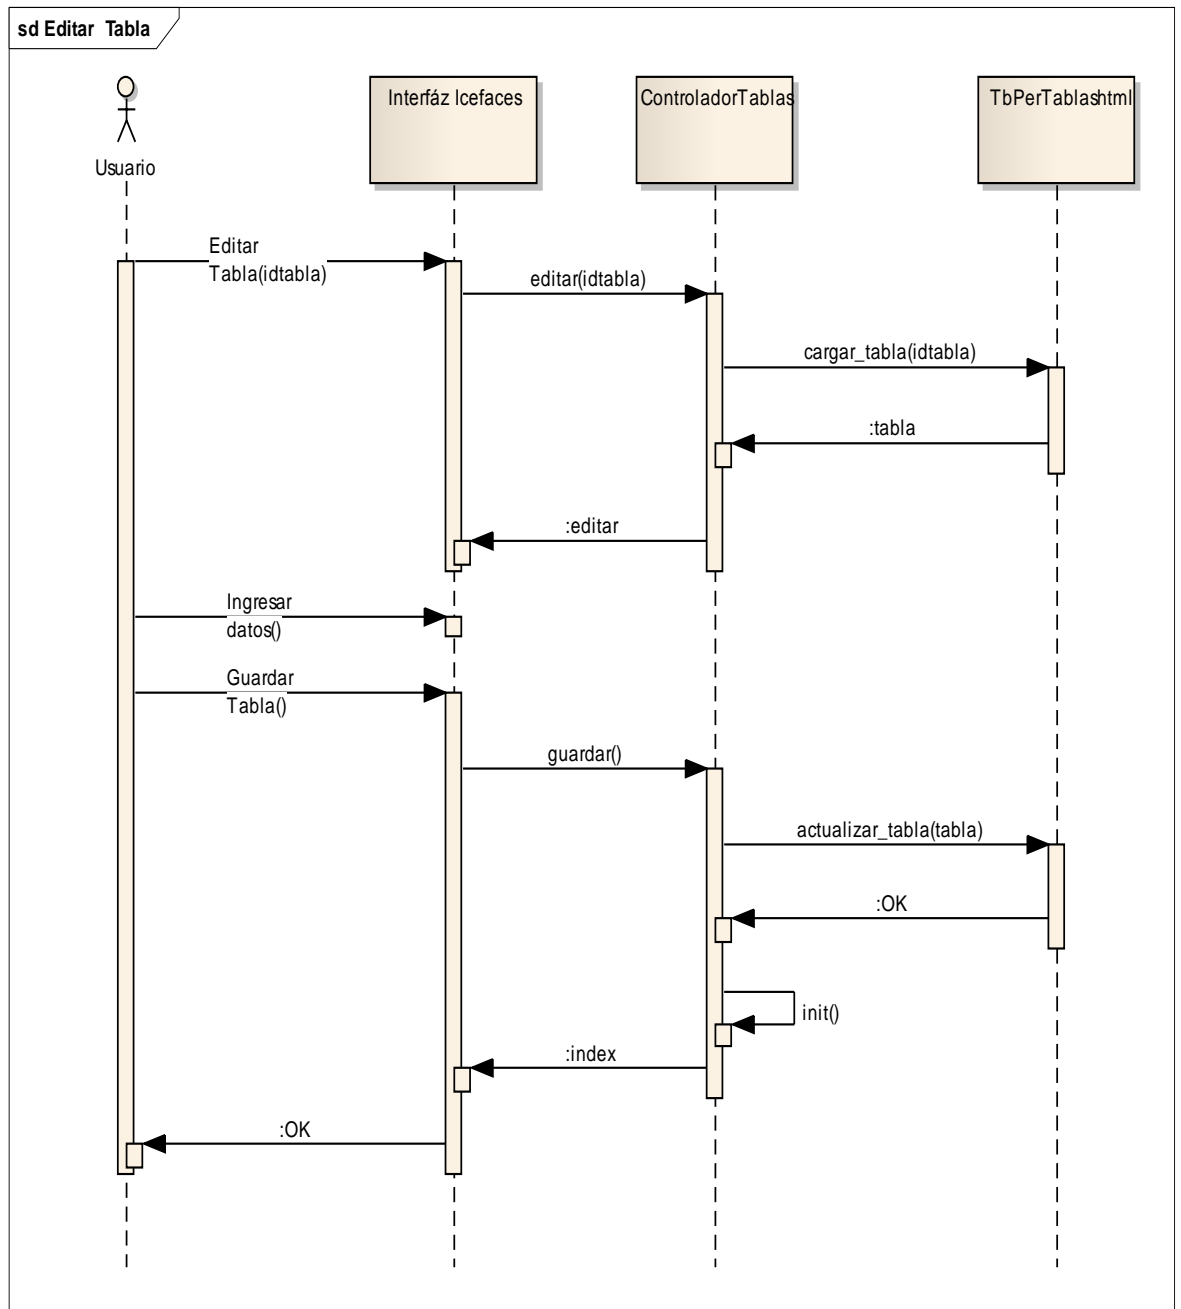 sd Editar Tabla
Usuario
Interfáz Icefaces
ControladorTablas
TbPerTablashtml
Editar
Tabla(idtabla)
editar(idtabla)
cargar_tabla(idtabla)
:tabla
:editar
Ingresar
datos()
Guardar
Tabla()
guardar()
actualizar_tabla(tabla)
:OK
init()
:index
:OK